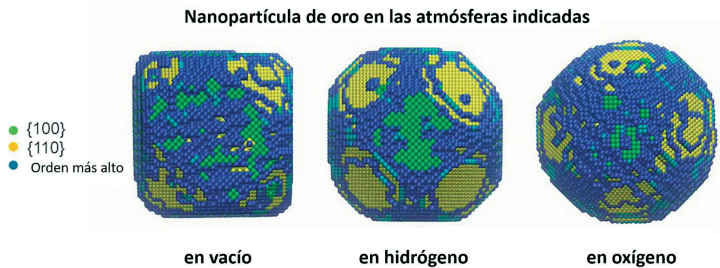 Nanopartícula de oro en las atmósferas indicadas
{100}
{110}
Orden más alto
en vacío
en hidrógeno
en oxígeno